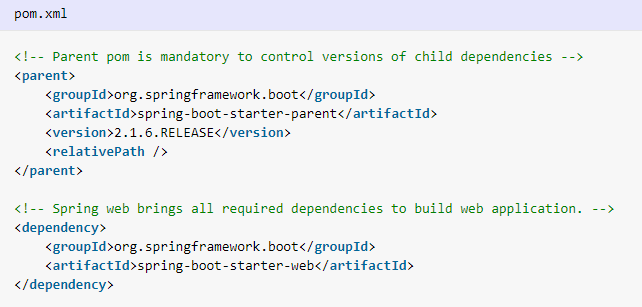 pom.xml
<!-- Parent pom is mandatory to control versions of child dependencies -->
<parent>
    <groupId>org.springframework.boot</groupId>
    <artifactId>spring-boot-starter-parent</artifactId>
    <version>2.1.6.RELEASE</version>
    <relativePath />
</parent>
<!-- Spring web brings all required dependencies to build web application. -->
<dependency>
    <groupId>org.springframework.boot</groupId>
    <artifactId>spring-boot-starter-web</artifactId>
</dependency>